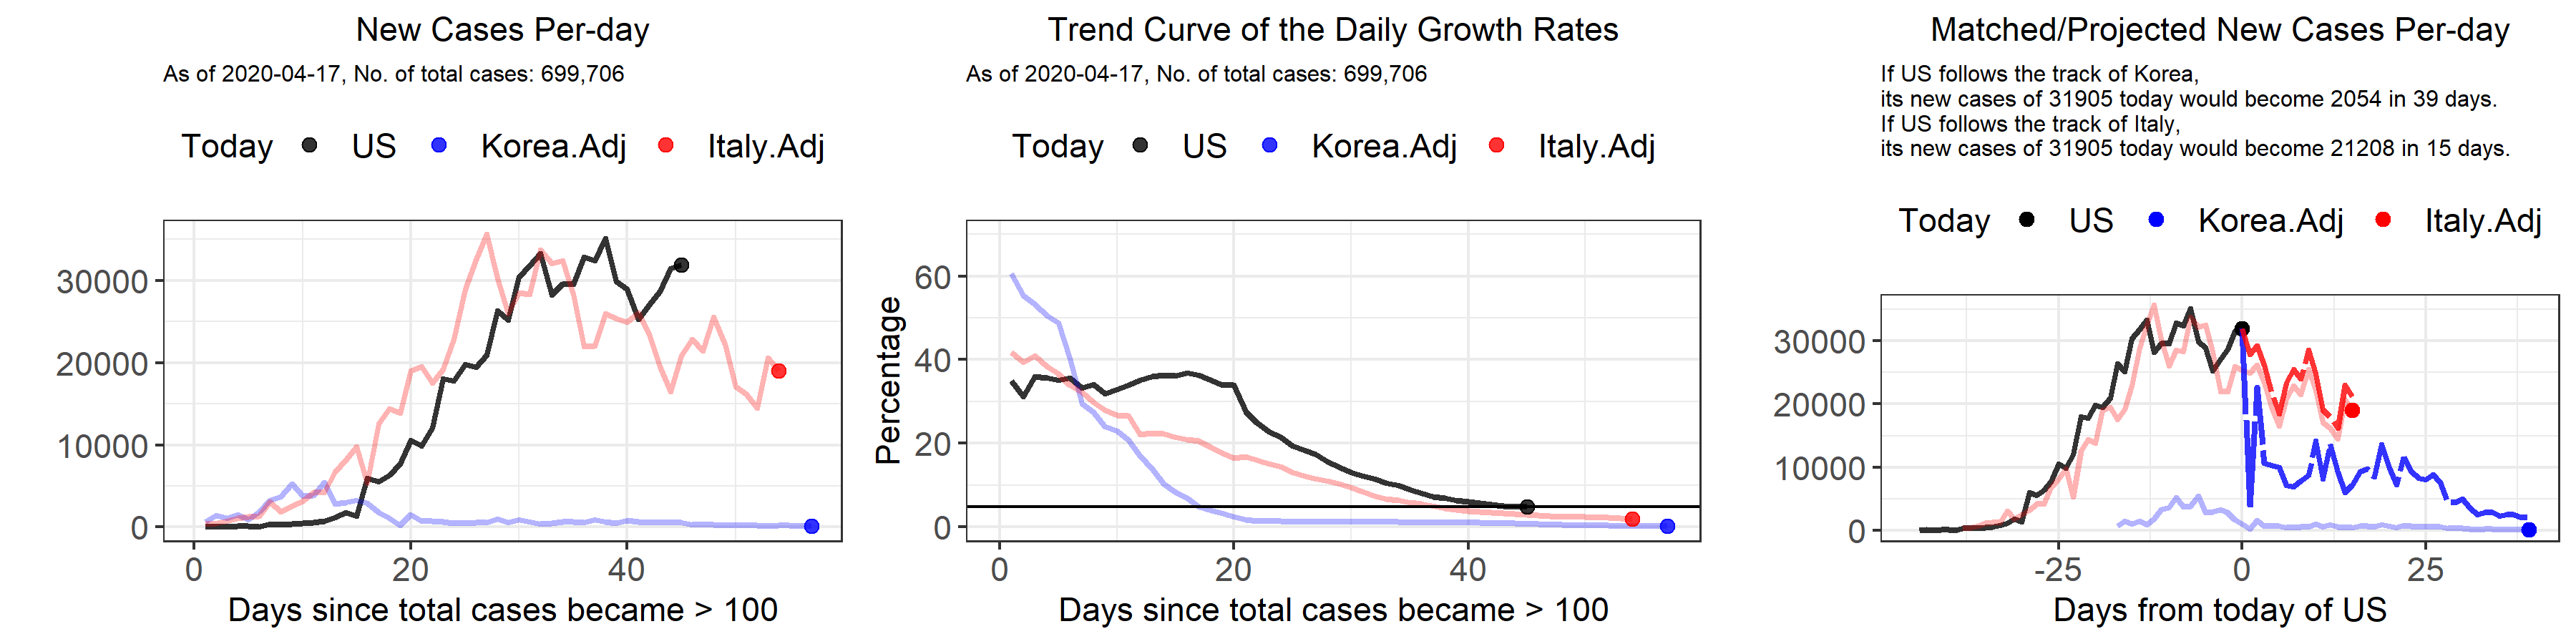 New Cases Per-day
As of 2020-04-17, No. of total cases: 699,706
Today US Korea.Adj Italy.Adj
30000
20000
10000
0
0 20 40
Days since total cases became > 100
Trend Curve of the Daily Growth Rates
As of 2020-04-17, No. of total cases: 699,706
Today US Korea.Adj Italy.Adj
Percentage
60
40
20
0
0 20 40
Days since total cases became > 100
Matched/Projected New Cases Per-day
If US follows the track of Korea,
its new cases of 31905 today would become 2054 in 39 days.
If US follows the track of Italy,
its new cases of 31905 today would become 21208 in 15 days.
Today US Korea.Adj Italy.Adj
30000
20000
10000
0
-25 0 25
Days from today of US